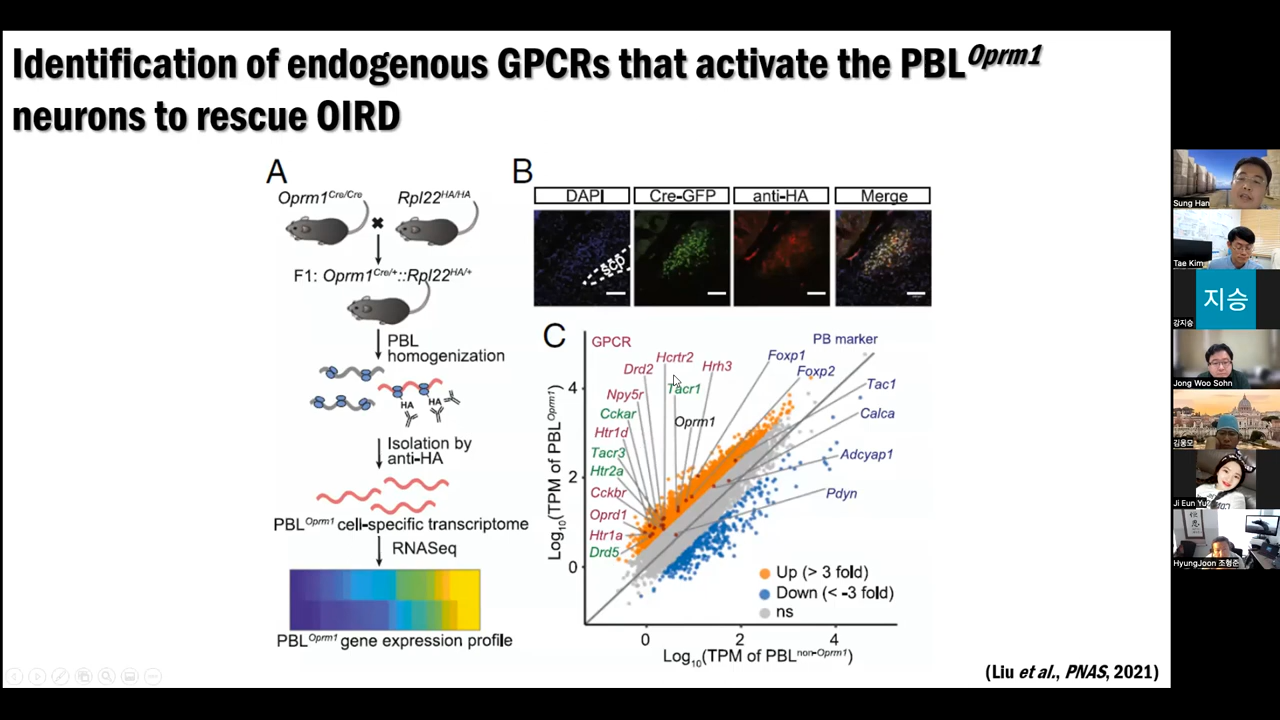 Identification of endogenous GPCRs that activate the PBL^Oprm1
neurons to rescue OIRD
A
Oprm1^Cre/Cre
Rpl22^HA/HA
F1: Oprm1^Cre/+::Rpl22^HA/+
PBL
homogenization
HA
HA
Isolation by
anti-HA
PBL^Oprm1 cell-specific transcriptome
RNASeq
PBL^Oprm1 gene expression profile
B
DAPI
Cre-GFP
anti-HA
Merge
scp
C
GPCR
PB marker
Hcrtr2
Drd2
Hrh3
Foxp1
Foxp2
Tacr1
Tac1
Npy5r
Cckar
Oprm1
Calca
Htr1d
Tacr3
Adcyap1
Htr2a
Cckbr
Pdyn
Oprd1
Htr1a
Drd5
Log10(TPM of PBL^Oprm1)
4
2
0
Up (> 3 fold)
Down (< -3 fold)
ns
0
2
4
Log10(TPM of PBL^non-Oprm1)
(Liu et al., PNAS, 2021)
Sung Han
Tae Kim
지승
강지승
Jong Woo Sohn
김웅모
Ji Eun Yu
HyungJoon 조형준